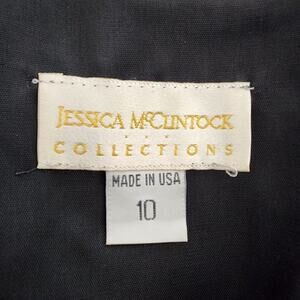 JESSICA McCLINTOCK
COLLECTIONS
MADE IN USA
10